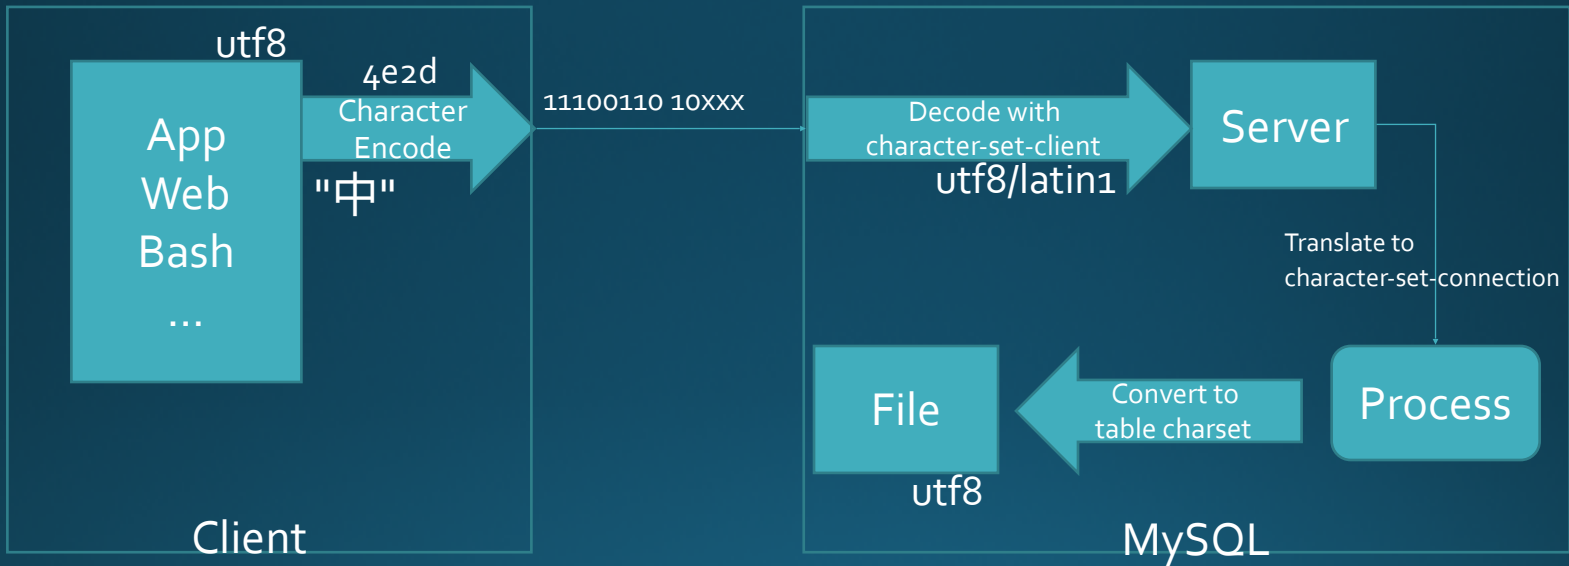 utf8
App
Web
Bash
...
4e2d
Character
Encode
"中"
11100110 10XXX
Decode with
character-set-client
utf8/latin1
Server
Translate to
character-set-connection
Process
Convert to
table charset
File
utf8
Client
MySQL